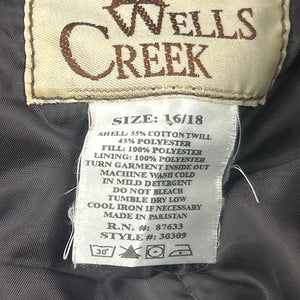 WELLS
CREEK
SIZE: 16/18
SHELL: 55% COTTON TWILL
45% POLYESTER
FILL: 100% POLYESTER
LINING: 100% POLYESTER
TURN GARMENT INSIDE OUT
MACHINE WASH COLD
IN MILD DETERGENT
DO NOT BLEACH
TUMBLE DRY LOW
COOL IRON IF NECESSARY
MADE IN PAKISTAN
R.N. #: 87633
STYLE #: 30309
30°